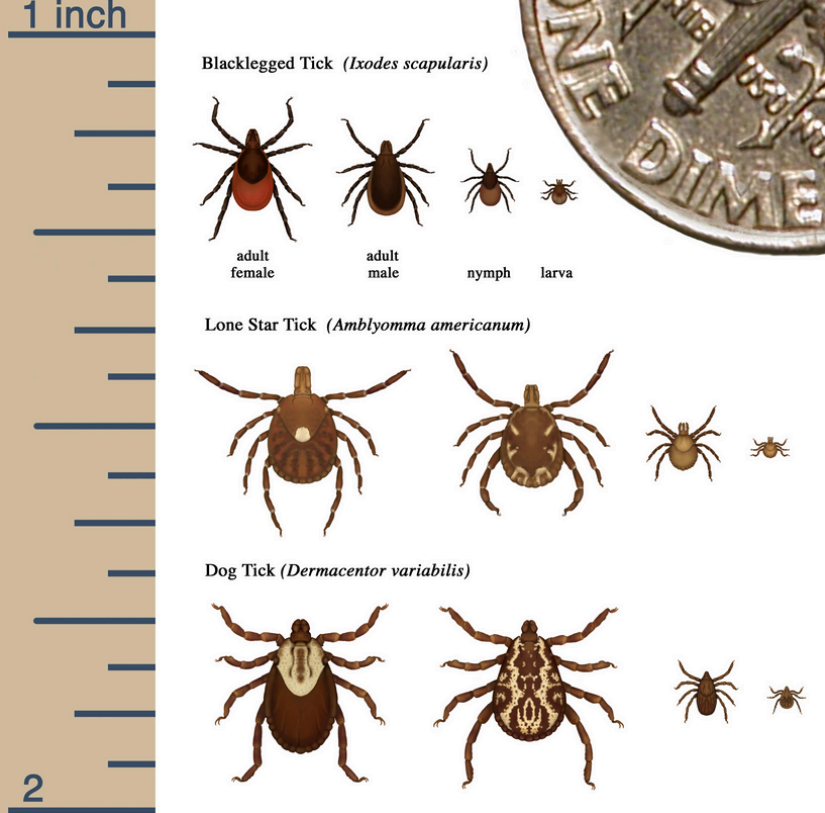 1 inch
Blacklegged Tick (Ixodes scapularis)
ONE DIME
adult female
adult male
nymph
larva
Lone Star Tick (Amblyomma americanum)
Dog Tick (Dermacentor variabilis)
2